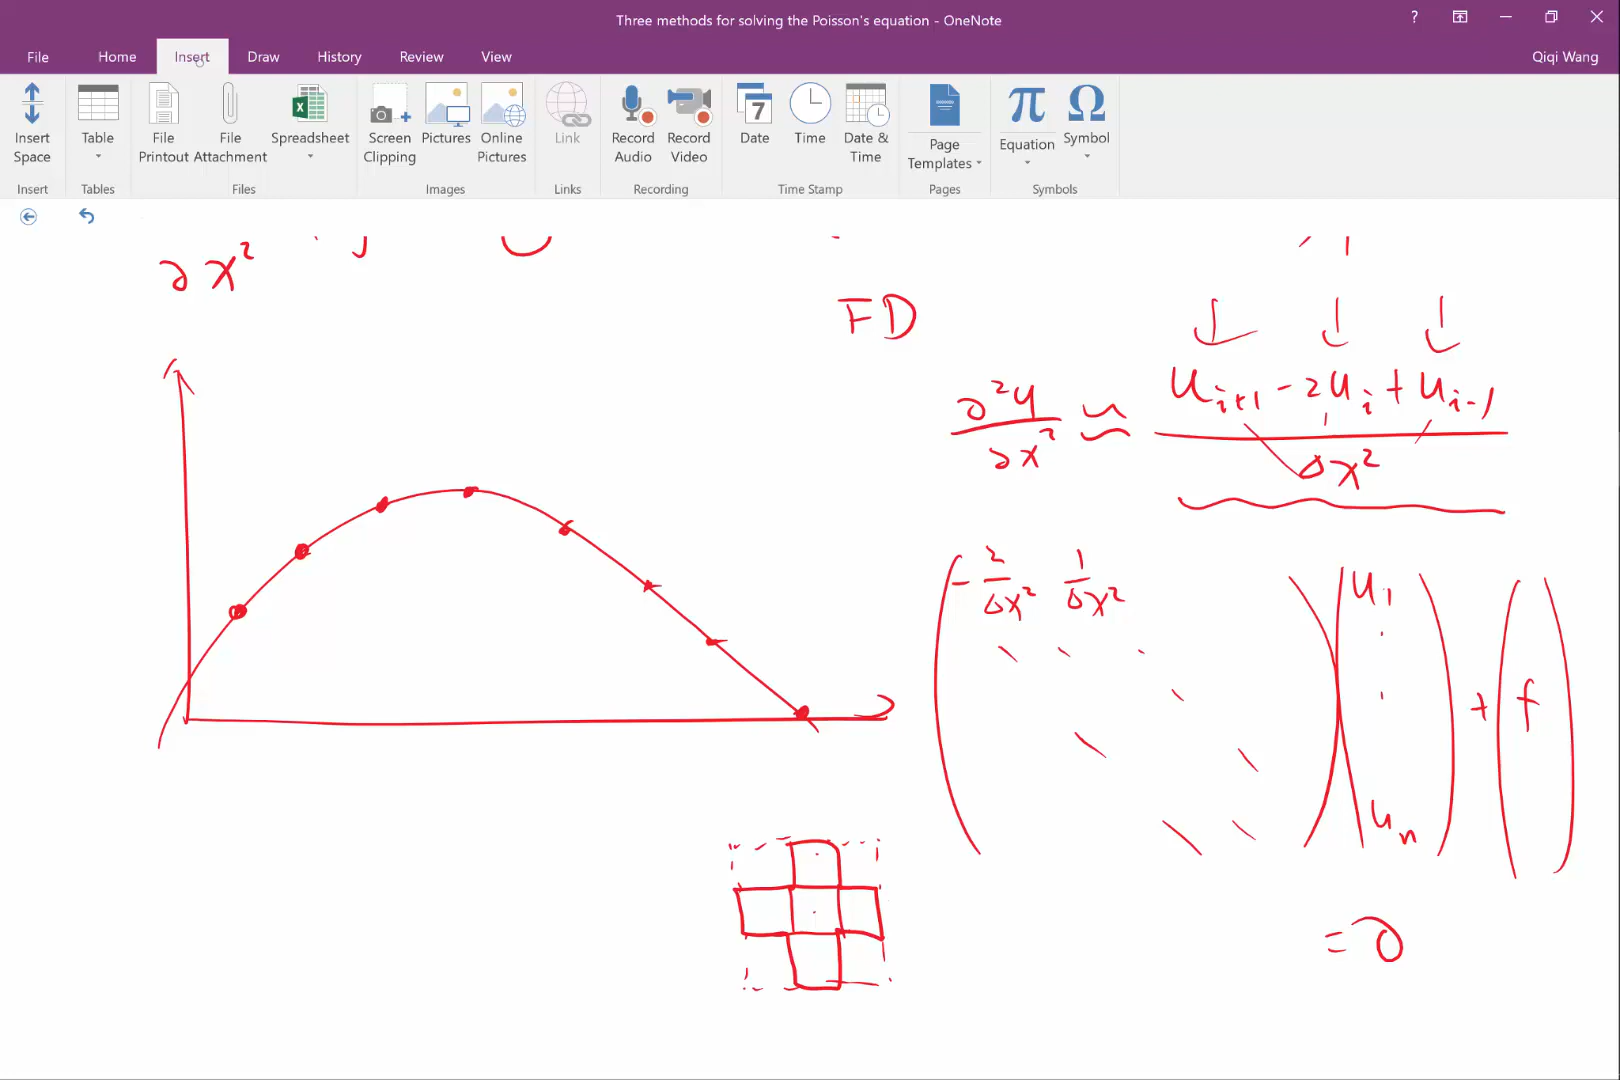 Three methods for solving the Poisson's equation - OneNote
?
File Home Insert Draw History Review View Qiqi Wang
Insert Space
Table
File Printout
File Attachment
Spreadsheet
Screen Clipping
Pictures
Online Pictures
Link
Record Audio
Record Video
7
Date
Time
Date & Time
Page Templates
π
Equation
Ω
Symbol
Insert Tables Files Images Links Recording Time Stamp Pages Symbols
∂x²
FD
∂²u/∂x² ≈ (u_{i+1} - 2u_i + u_{i-1})/Δx²
-2/Δx² 1/Δx² u_1
+ f
u_n
= 0